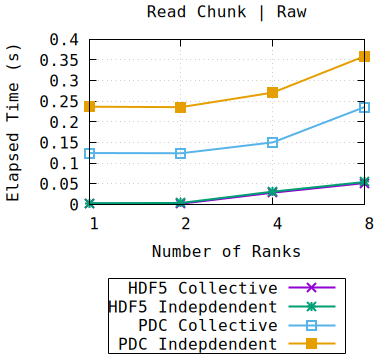 Read Chunk | Raw
Elapsed Time (s)
0.4
0.35
0.3
0.25
0.2
0.15
0.1
0.05
0
1 2 4 8
Number of Ranks
HDF5 Collective
HDF5 Indepdendent
PDC Collective
PDC Indepdendent